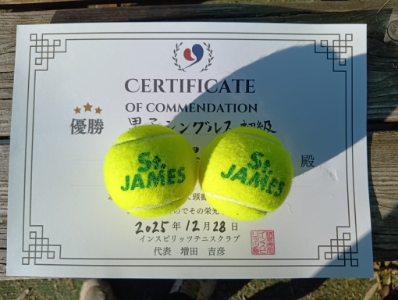 CERTIFICATE
OF COMMENDATION
優勝 男子シングルス 初級
殿
St.
JAMES
St.
JAMES
2025年12月28日
インスピリッツテニスクラブ
代表 増田 吉彦